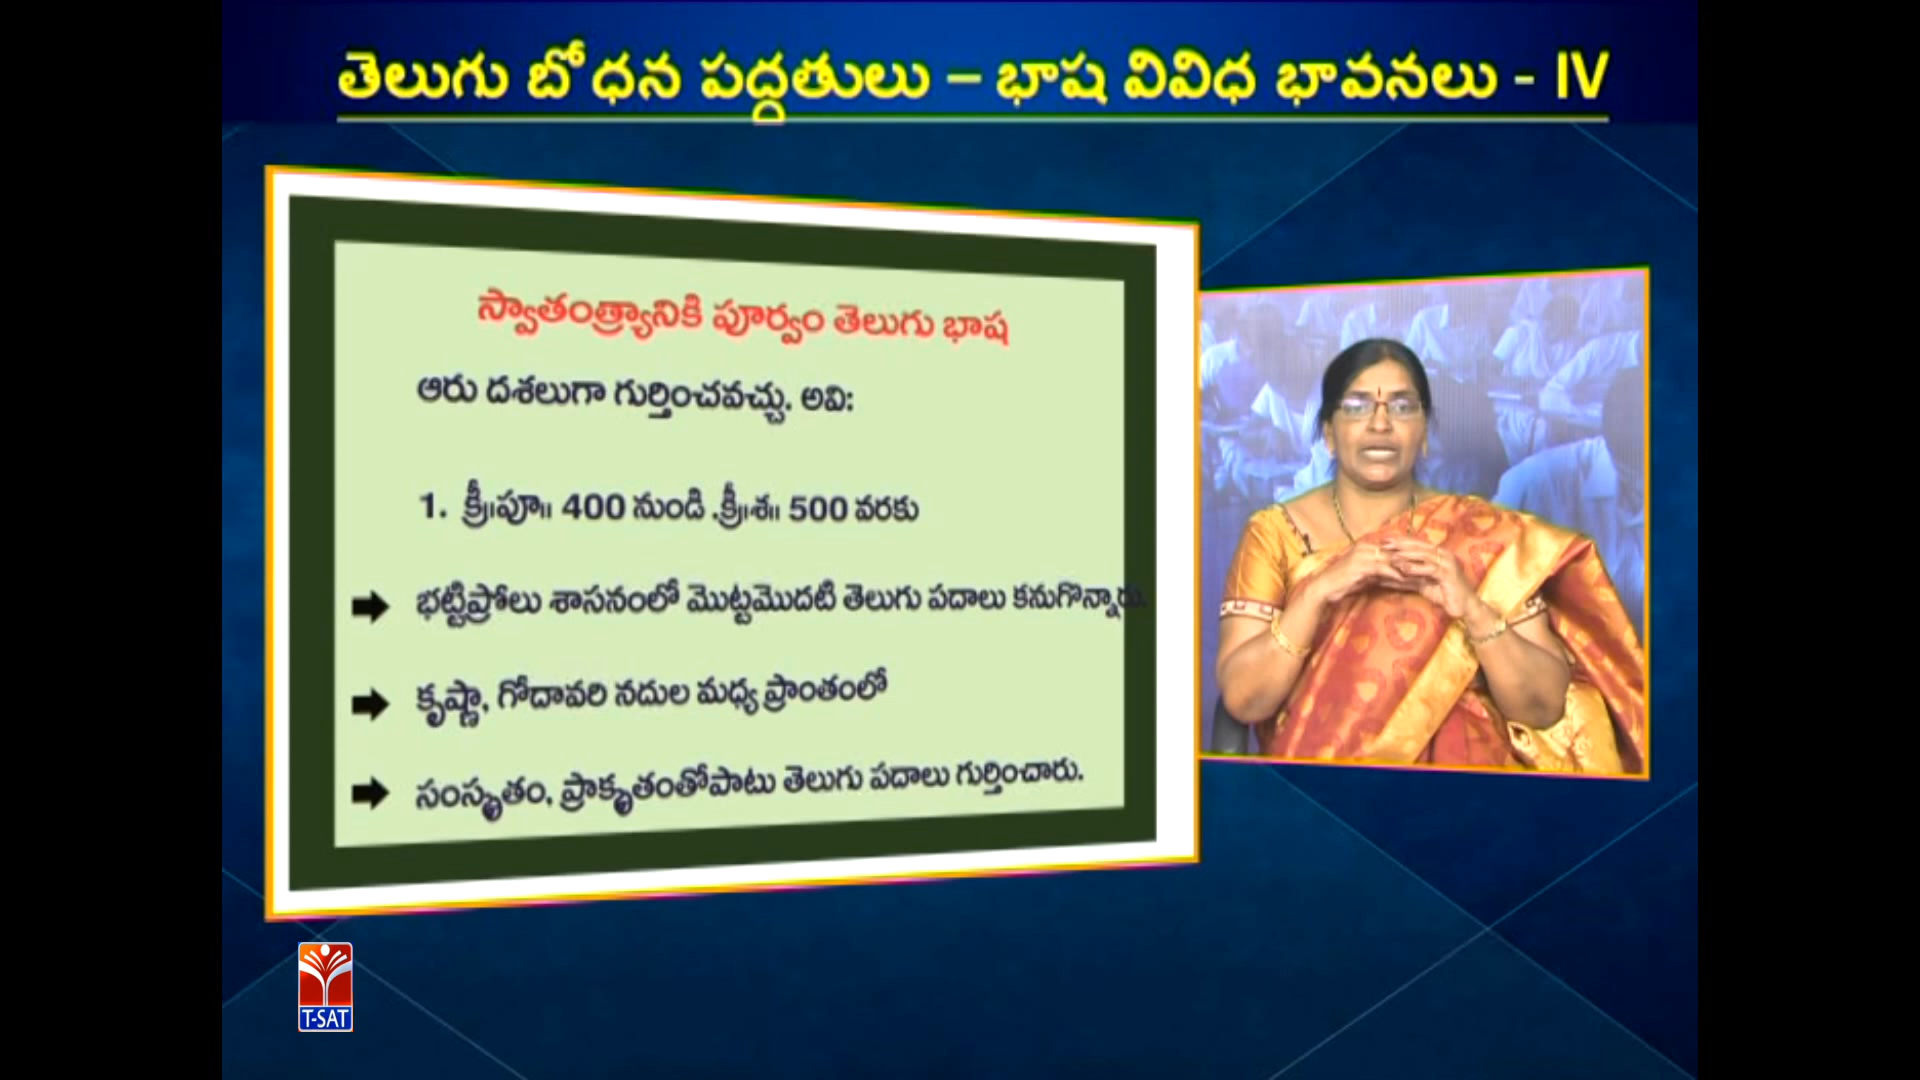 తెలుగు బోధన పద్దతులు – భాష వివిధ భావనలు - IV
స్వాతంత్ర్యానికి పూర్వం తెలుగు భాష
ఆరు దశలుగా గుర్తించవచ్చు. అవి:
1. క్రీ॥పూ॥ 400 నుండి .క్రీ॥శ॥ 500 వరకు
భట్టిప్రోలు శాసనంలో మొట్టమొదటి తెలుగు పదాలు కనుగొన్నారు.
కృష్ణా, గోదావరి నదుల మధ్య ప్రాంతంలో
సంస్కృతం, ప్రాకృతంతోపాటు తెలుగు పదాలు గుర్తించారు.
T-SAT